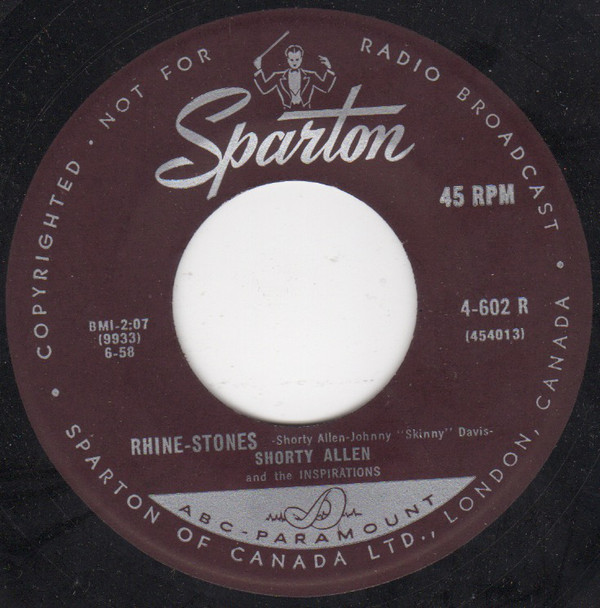 COPYRIGHTED • NOT FOR RADIO BROADCAST •
Sparton
45 RPM
4-602 R
(454013)
BMI-2:07
(9933)
6-58
RHINE-STONES -Shorty Allen-Johnny "Skinny" Davis-
SHORTY ALLEN
and the INSPIRATIONS
ABC-PARAMOUNT
SPARTON OF CANADA LTD., LONDON, CANADA •